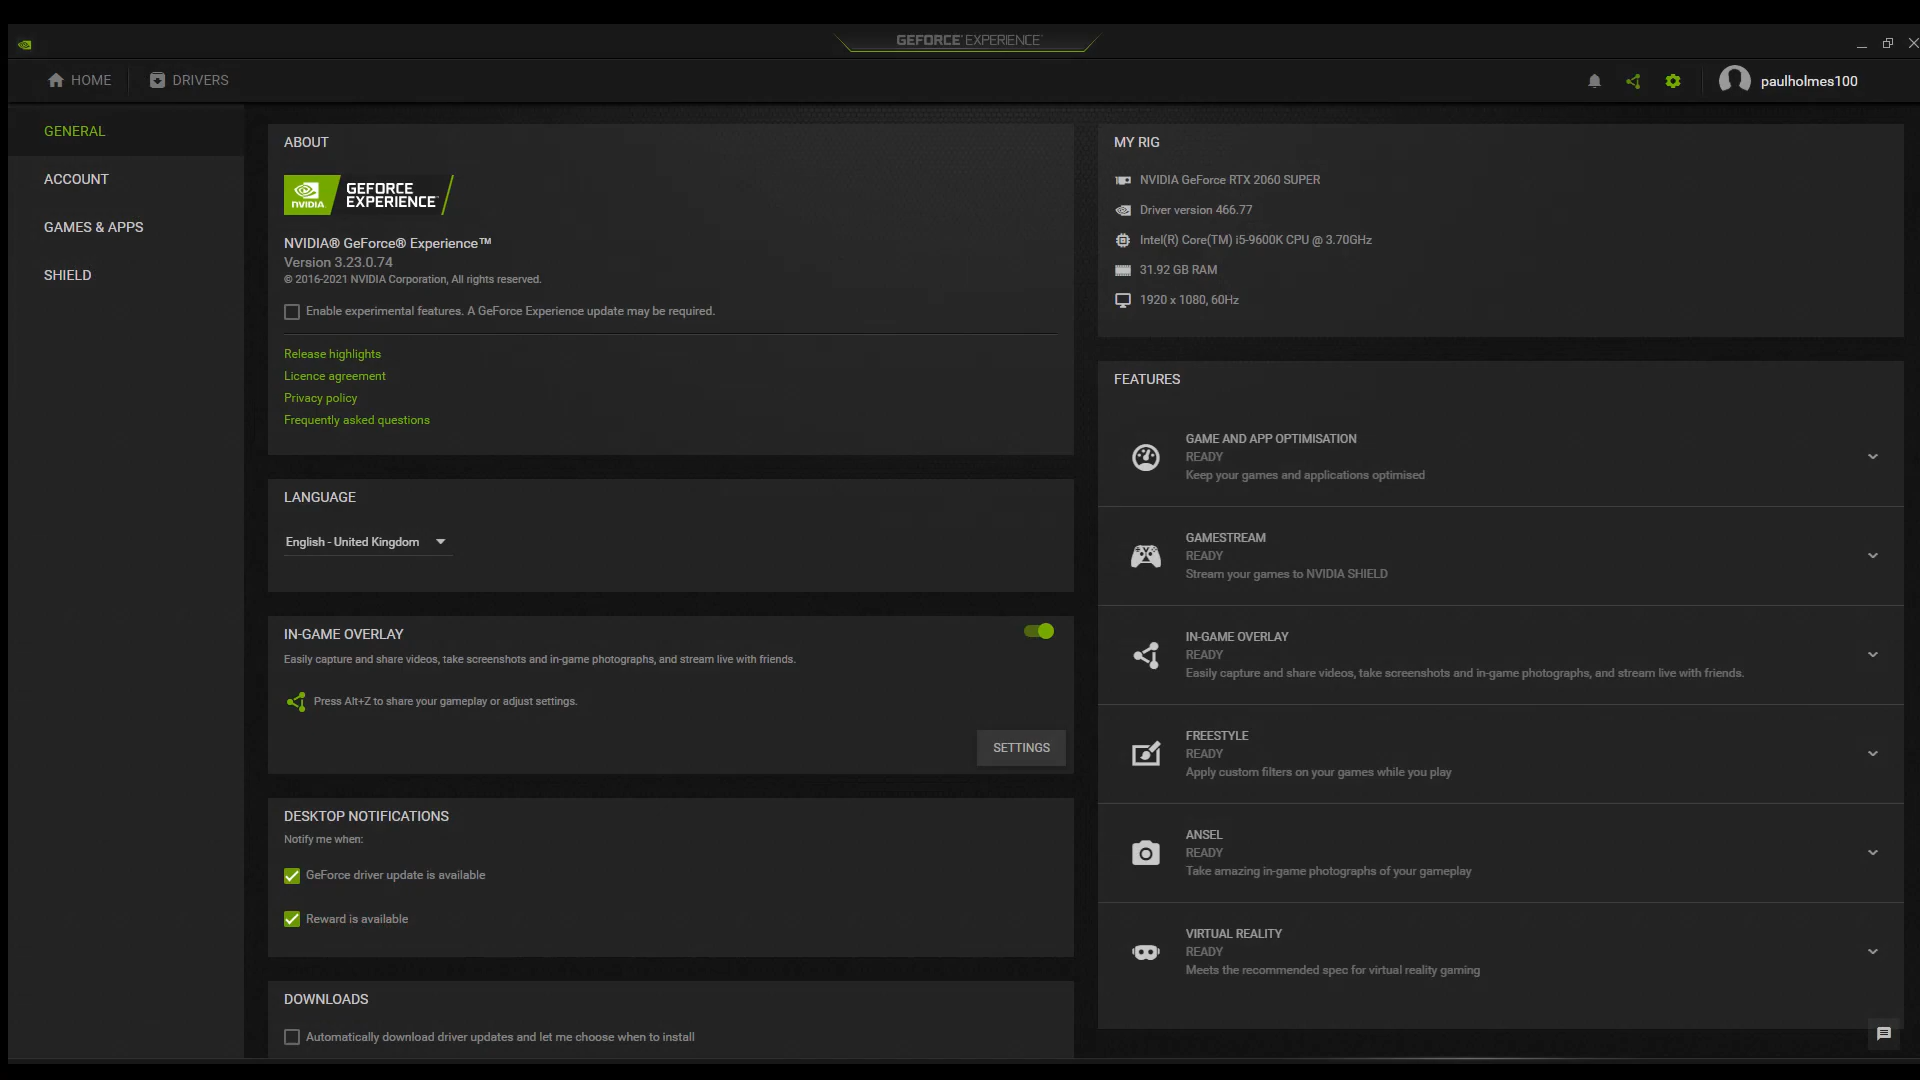 GEFORCE EXPERIENCE
HOME
DRIVERS
paulholmes100
GENERAL
ACCOUNT
GAMES & APPS
SHIELD
ABOUT
NVIDIA
GEFORCE
EXPERIENCE
NVIDIA® GeForce® Experience™
Version 3.23.0.74
© 2016-2021 NVIDIA Corporation, All rights reserved.
Enable experimental features. A GeForce Experience update may be required.
Release highlights
Licence agreement
Privacy policy
Frequently asked questions
LANGUAGE
English - United Kingdom
IN-GAME OVERLAY
Easily capture and share videos, take screenshots and in-game photographs, and stream live with friends.
Press Alt+Z to share your gameplay or adjust settings.
SETTINGS
DESKTOP NOTIFICATIONS
Notify me when:
GeForce driver update is available
Reward is available
DOWNLOADS
Automatically download driver updates and let me choose when to install
MY RIG
NVIDIA GeForce RTX 2060 SUPER
Driver version 466.77
Intel(R) Core(TM) i5-9600K CPU @ 3.70GHz
31.92 GB RAM
1920 x 1080, 60Hz
FEATURES
GAME AND APP OPTIMISATION
READY
Keep your games and applications optimised
GAMESTREAM
READY
Stream your games to NVIDIA SHIELD
IN-GAME OVERLAY
READY
Easily capture and share videos, take screenshots and in-game photographs, and stream live with friends.
FREESTYLE
READY
Apply custom filters on your games while you play
ANSEL
READY
Take amazing in-game photographs of your gameplay
VIRTUAL REALITY
READY
Meets the recommended spec for virtual reality gaming